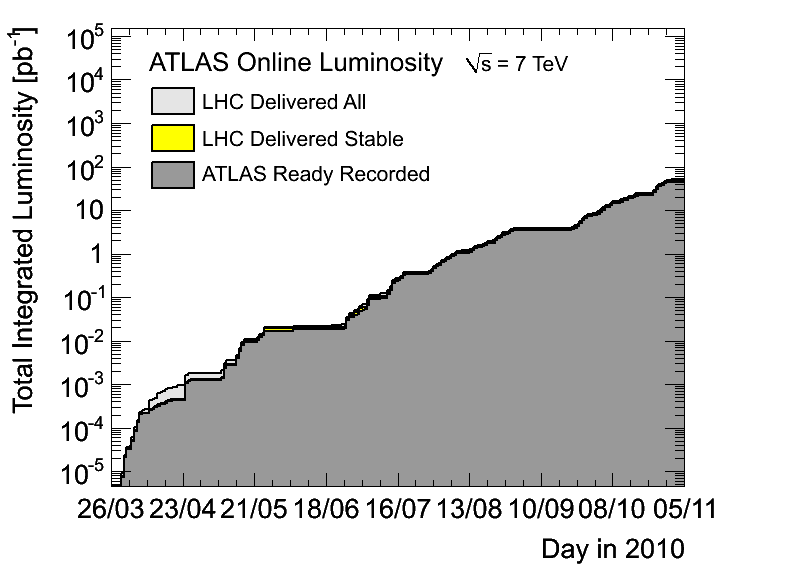 Total Integrated Luminosity [pb⁻¹]
10⁵
10⁴
10³
10²
10
1
10⁻¹
10⁻²
10⁻³
10⁻⁴
10⁻⁵
ATLAS Online Luminosity √s = 7 TeV
LHC Delivered All
LHC Delivered Stable
ATLAS Ready Recorded
26/03 23/04 21/05 18/06 16/07 13/08 10/09 08/10 05/11
Day in 2010